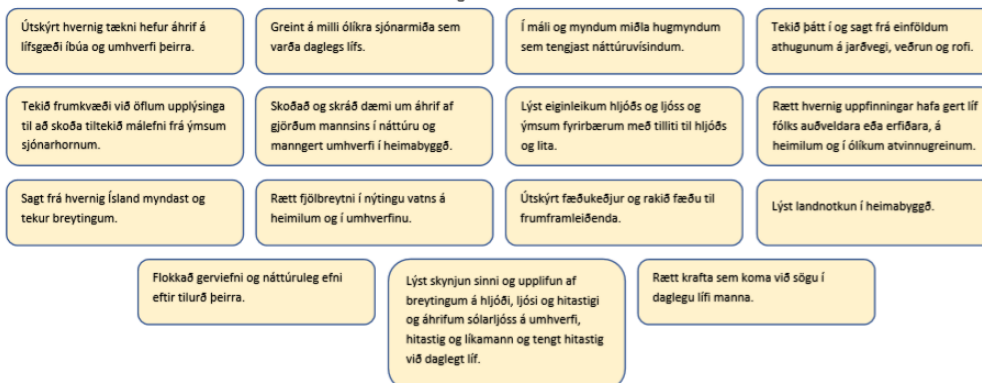 Útskýrt hvernig tækni hefur áhrif á
lífsgæði íbúa og umhverfi þeirra.
Greint á milli ólíkra sjónarmiða sem
varða daglegs lífs.
Í máli og myndum miðla hugmyndum
sem tengjast náttúruvísindum.
Tekið þátt í og sagt frá einföldum
athugunum á jarðvegi, veðrun og rofi.
Tekið frumkvæði við öflum upplýsinga
til að skoða tiltekið málefni frá ýmsum
sjónarhornum.
Skoðað og skráð dæmi um áhrif af
gjörðum mannsins í náttúru og
manngert umhverfi í heimabyggð.
Lýst eiginleikum hljóðs og ljóss og
ýmsum fyrirbærum með tilliti til hljóðs
og lita.
Rætt hvernig uppfinningar hafa gert líf
fólks auðveldara eða erfiðara, á
heimilum og í ólíkum atvinnugreinum.
Sagt frá hvernig Ísland myndast og
tekur breytingum.
Rætt fjölbreytni í nýtingu vatns á
heimilum og í umhverfinu.
Útskýrt fæðukeðjur og rakið fæðu til
frumframleiðenda.
Lýst landnotkun í heimabyggð.
Flokkað gerviefni og náttúruleg efni
eftir tilurð þeirra.
Lýst skynjun sinni og upplifun af
breytingum á hljóði, ljósi og hitastigi
og áhrifum sólarljóss á umhverfi,
hitastig og líkamann og tengt hitastig
við daglegt líf.
Rætt krafta sem koma við sögu í
daglegu lífi manna.